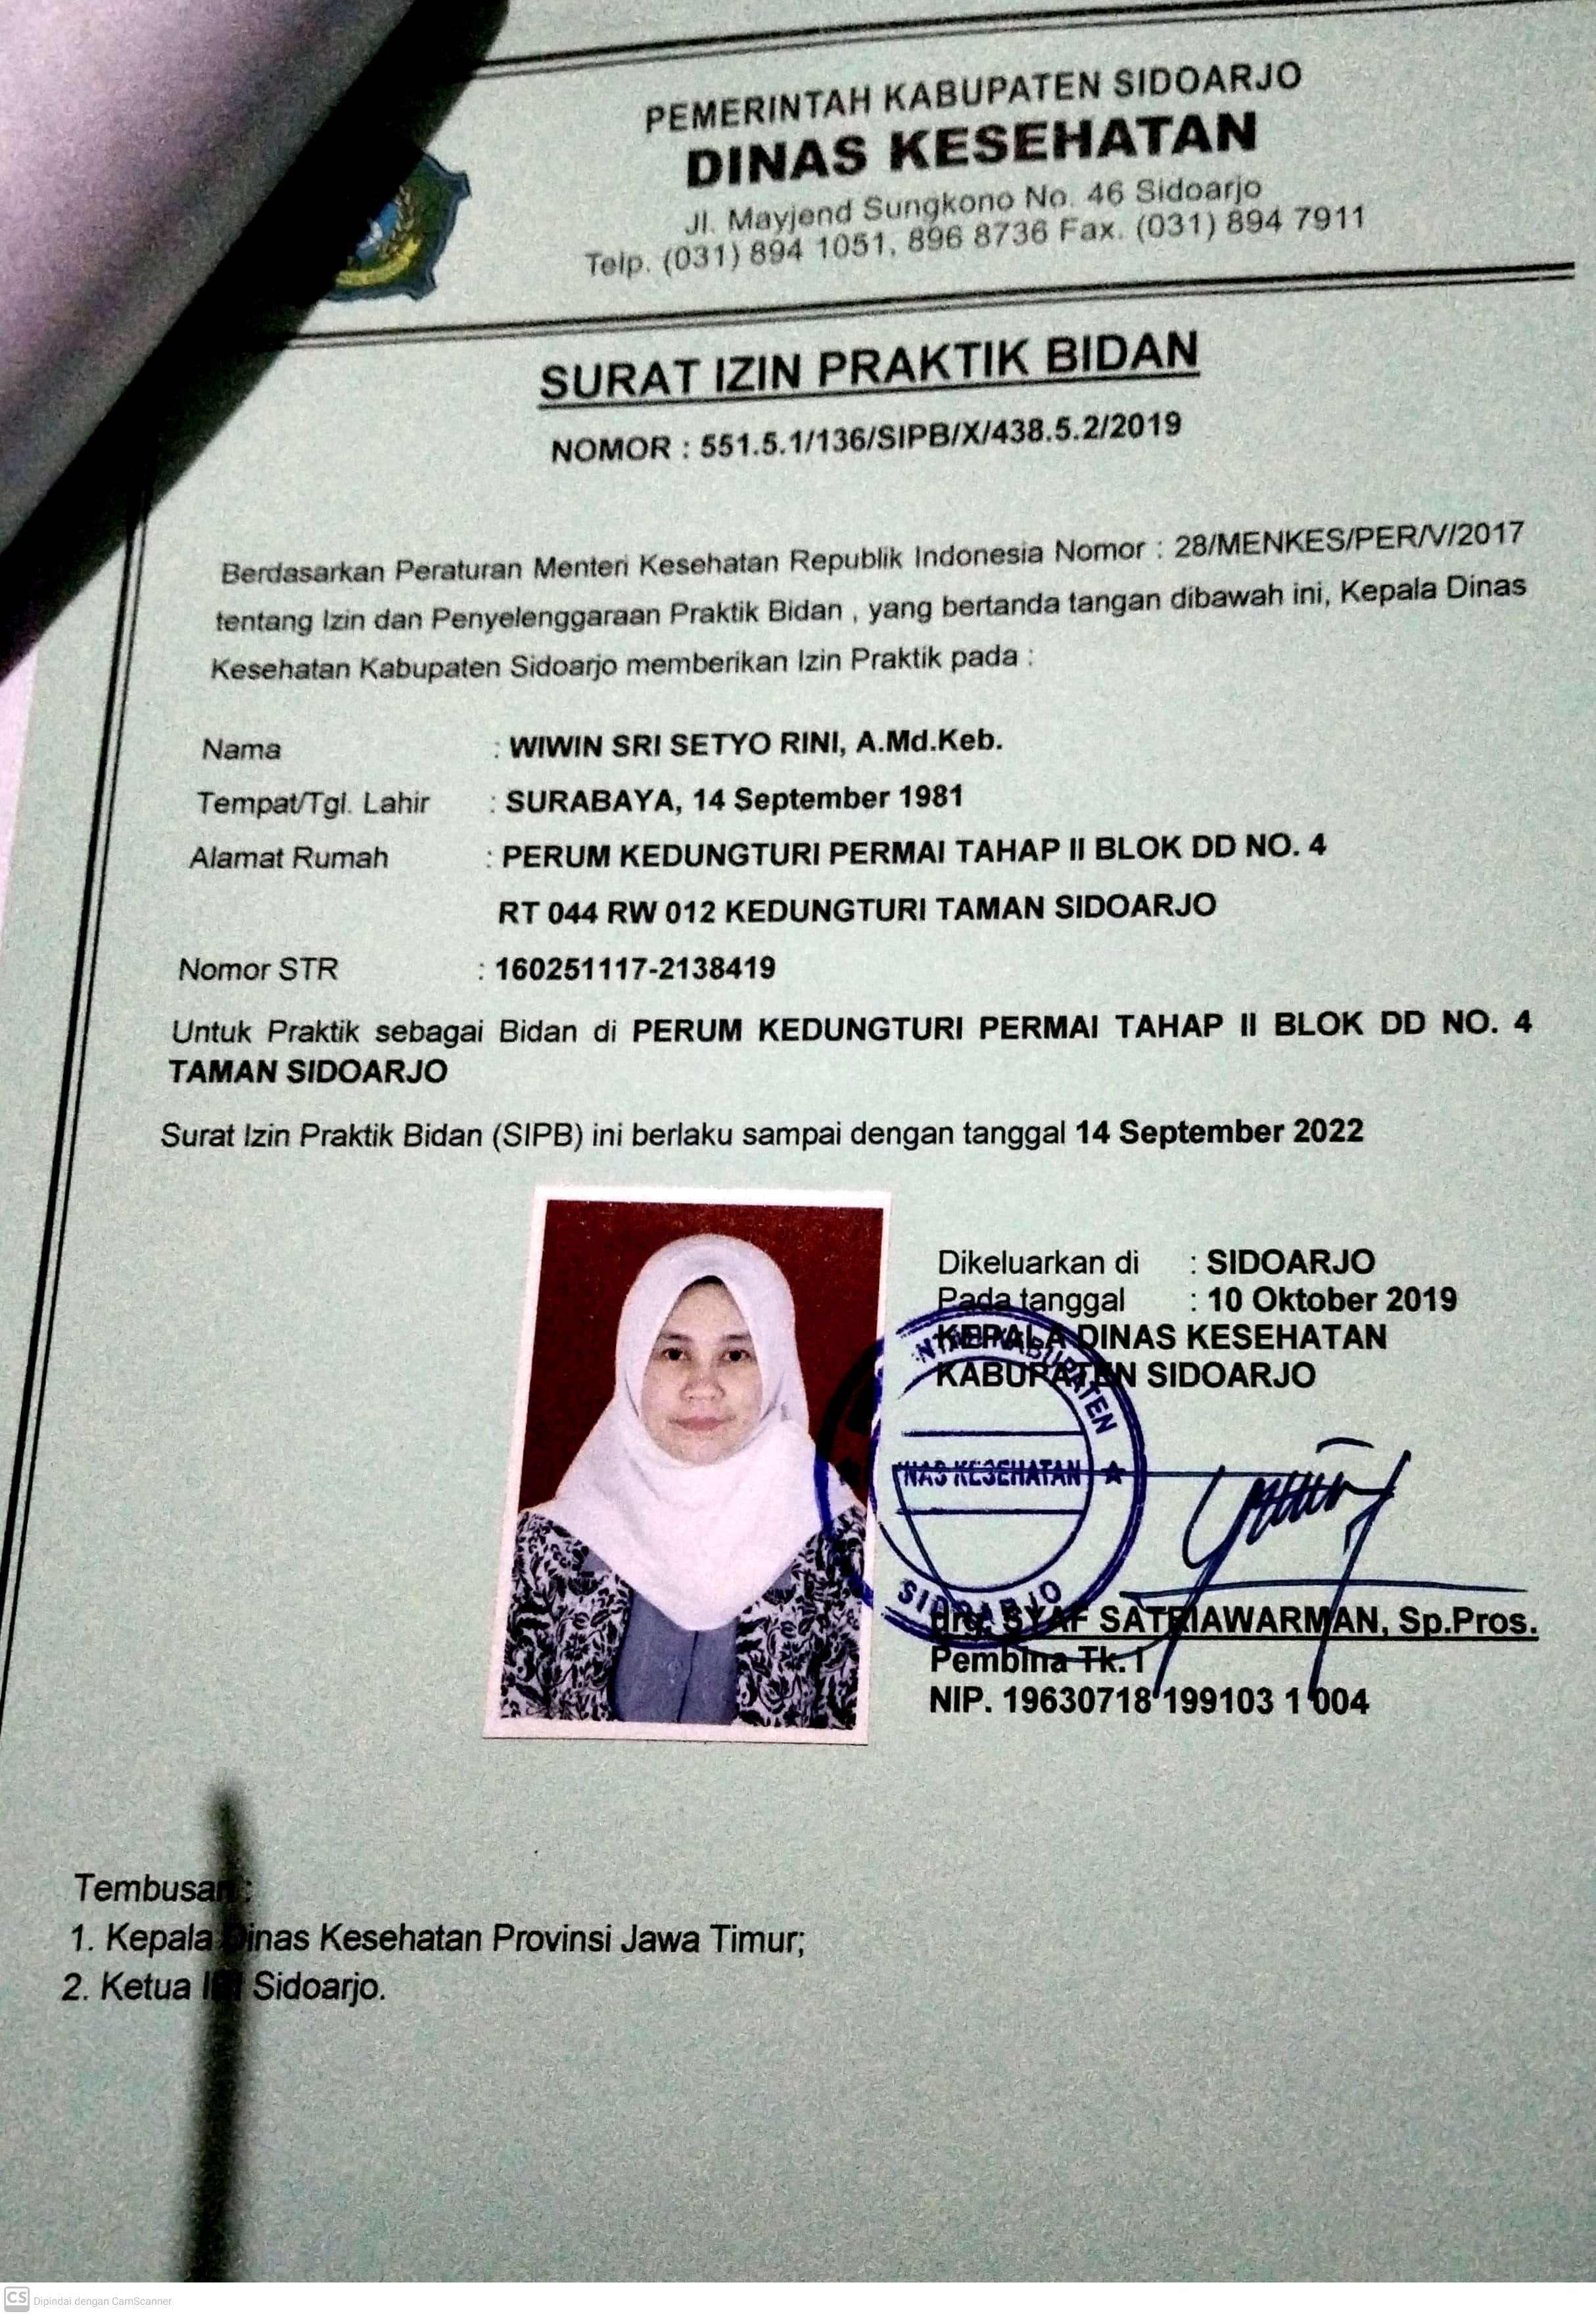 PEMERINTAH KABUPATEN SIDOARJO
DINAS KESEHATAN
Jl. Mayjend Sungkono No. 46 Sidoarjo
Telp. (031) 894 1051, 896 8736 Fax. (031) 894 7911
SURAT IZIN PRAKTIK BIDAN
NOMOR : 551.5.1/136/SIPB/X/438.5.2/2019
Berdasarkan Peraturan Menteri Kesehatan Republik Indonesia Nomor : 28/MENKES/PER/V/2017
tentang Izin dan Penyelenggaraan Praktik Bidan , yang bertanda tangan dibawah ini, Kepala Dinas
Kesehatan Kabupaten Sidoarjo memberikan Izin Praktik pada :
Nama : WIWIN SRI SETYO RINI, A.Md.Keb.
Tempat/Tgl. Lahir : SURABAYA, 14 September 1981
Alamat Rumah : PERUM KEDUNGTURI PERMAI TAHAP II BLOK DD NO. 4
RT 044 RW 012 KEDUNGTURI TAMAN SIDOARJO
Nomor STR : 160251117-2138419
Untuk Praktik sebagai Bidan di PERUM KEDUNGTURI PERMAI TAHAP II BLOK DD NO. 4
TAMAN SIDOARJO
Surat Izin Praktik Bidan (SIPB) ini berlaku sampai dengan tanggal 14 September 2022
Dikeluarkan di : SIDOARJO
Pada tanggal : 10 Oktober 2019
KEPALA DINAS KESEHATAN
KABUPATEN SIDOARJO
KABUPATEN
KESEHATAN
SIDOARJO
drg. SYAF SATRIAWARMAN, Sp.Pros.
Pembina Tk. I
NIP. 19630718 199103 1 004
Tembusan :
1. Kepala Dinas Kesehatan Provinsi Jawa Timur;
2. Ketua Sidoarjo.
CS Dipindai dengan CamScanner